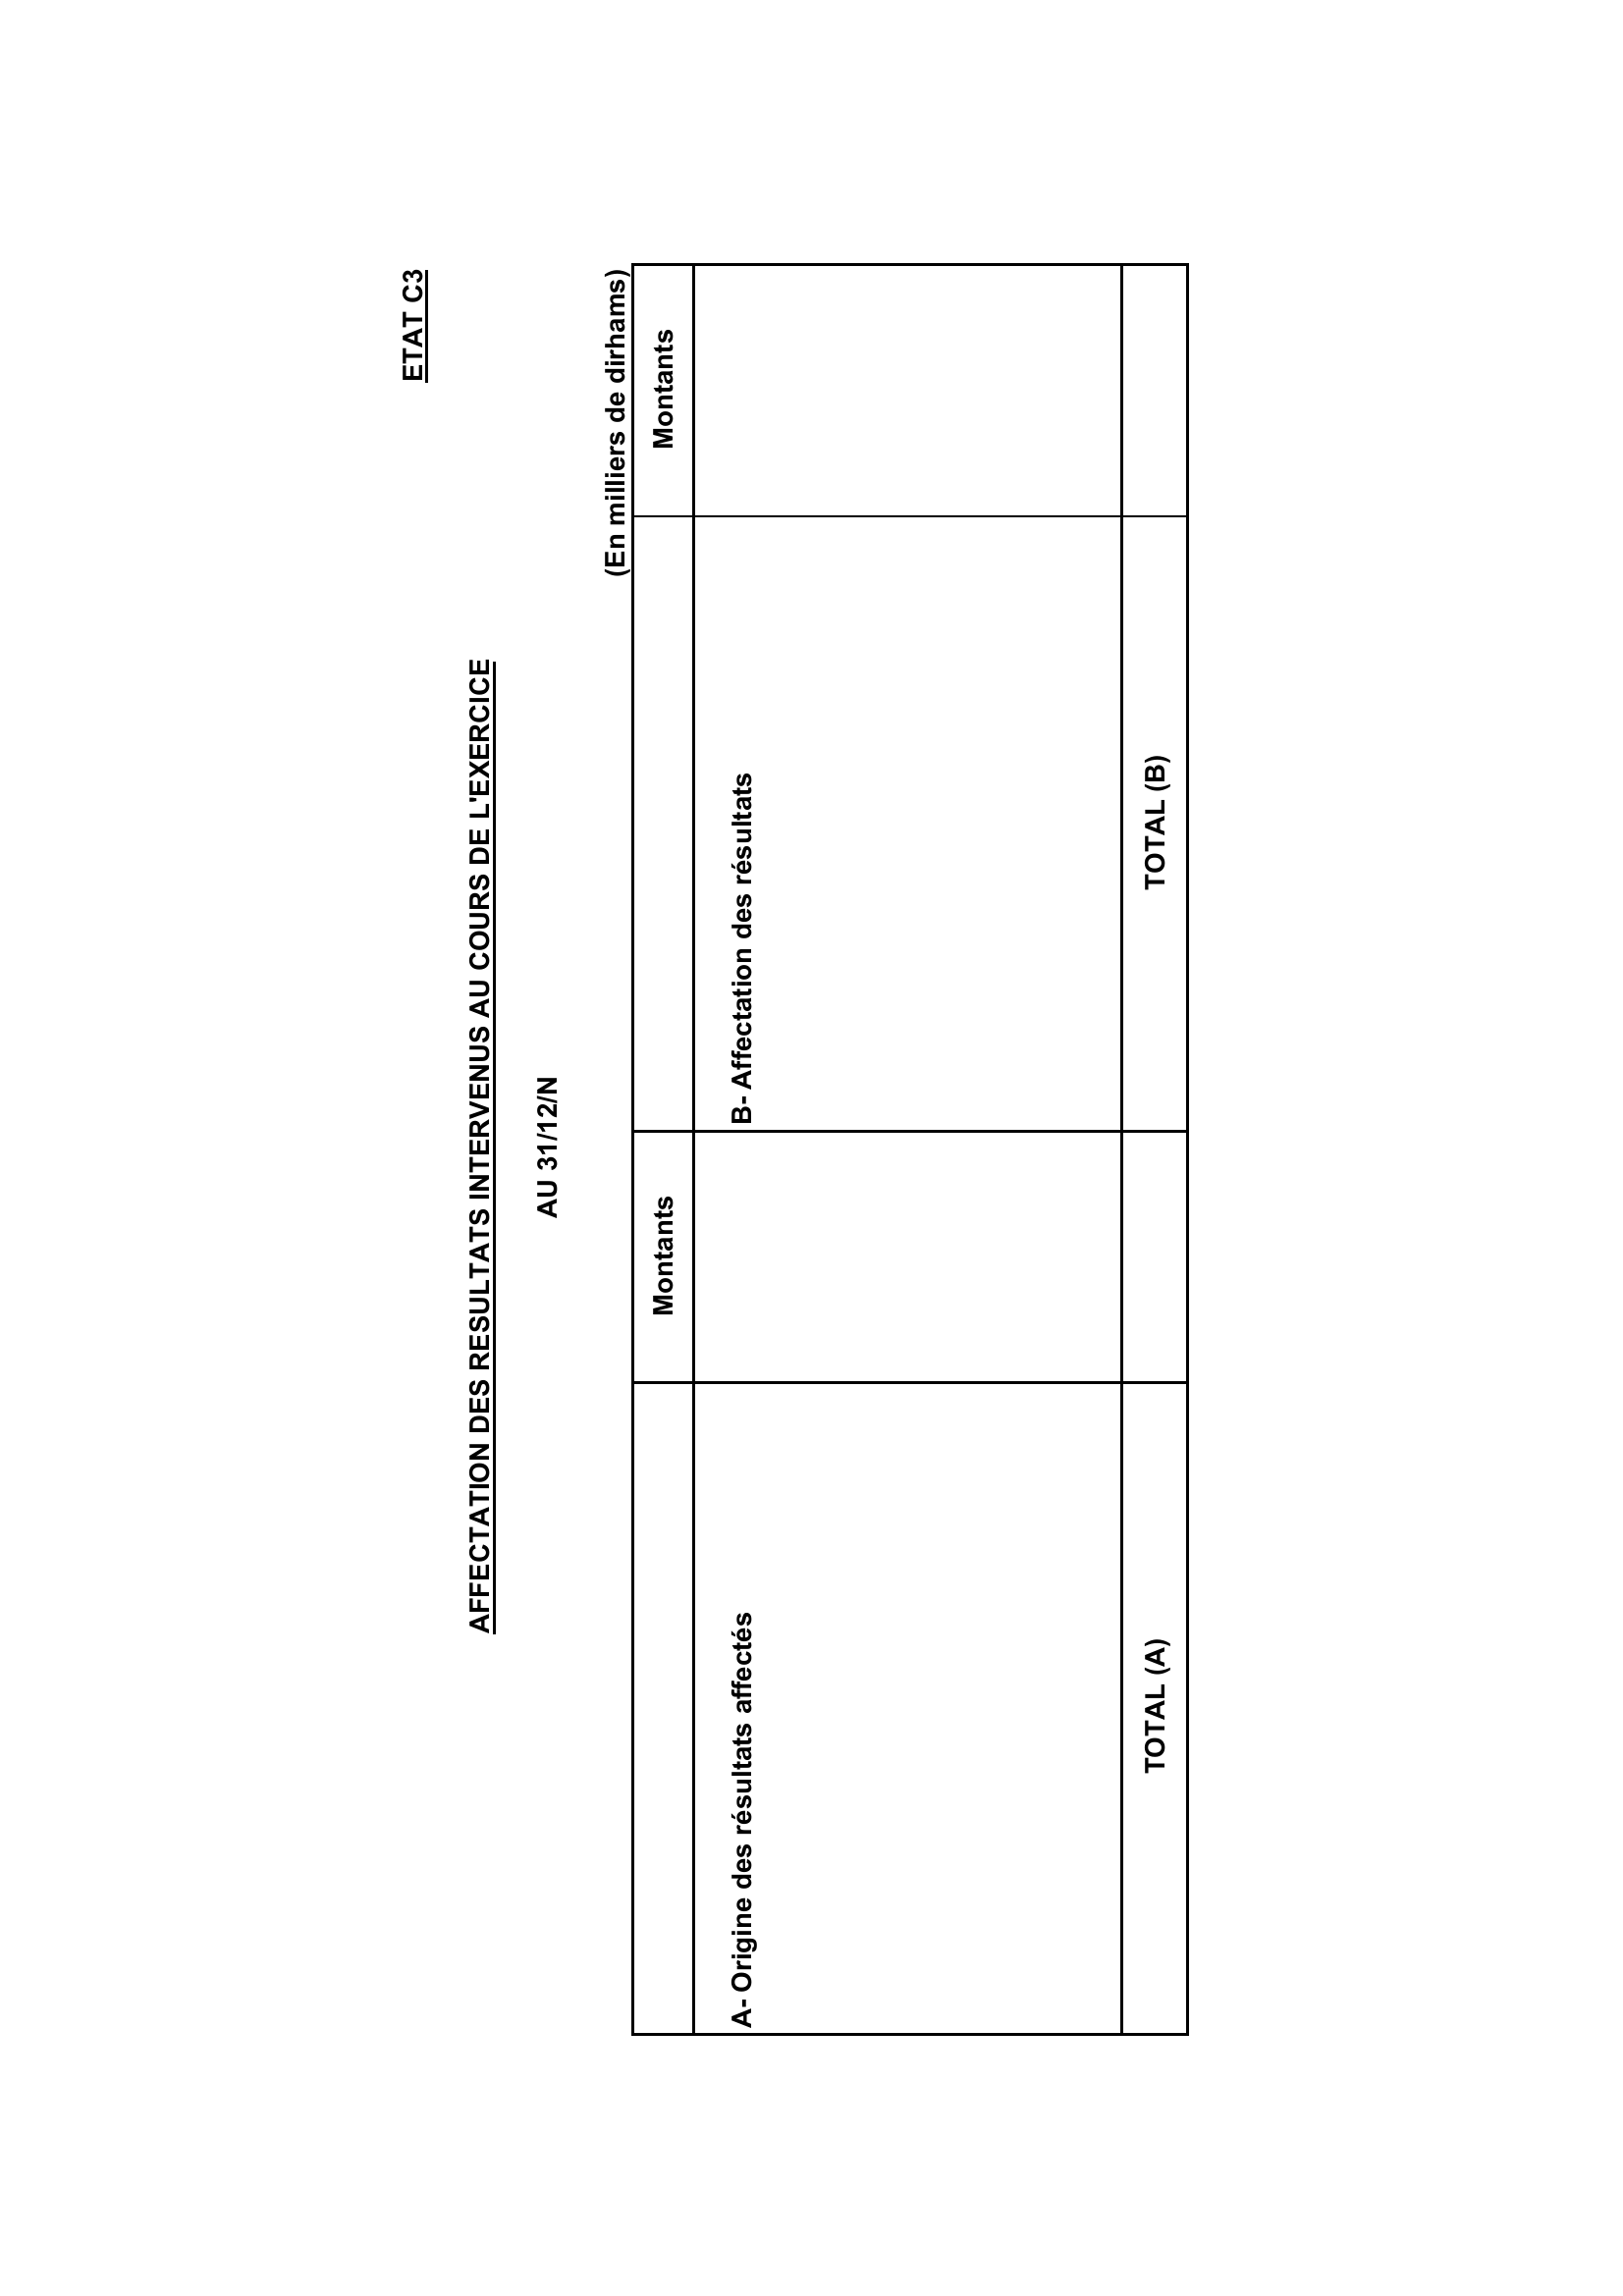 ETAT C3
AFFECTATION DES RESULTATS INTERVENUS AU COURS DE L'EXERCICE
AU 31/12/N
(En milliers de dirhams)
Montants Montants
A- Origine des résultats affectés B- Affectation des résultats
TOTAL (A) TOTAL (B)